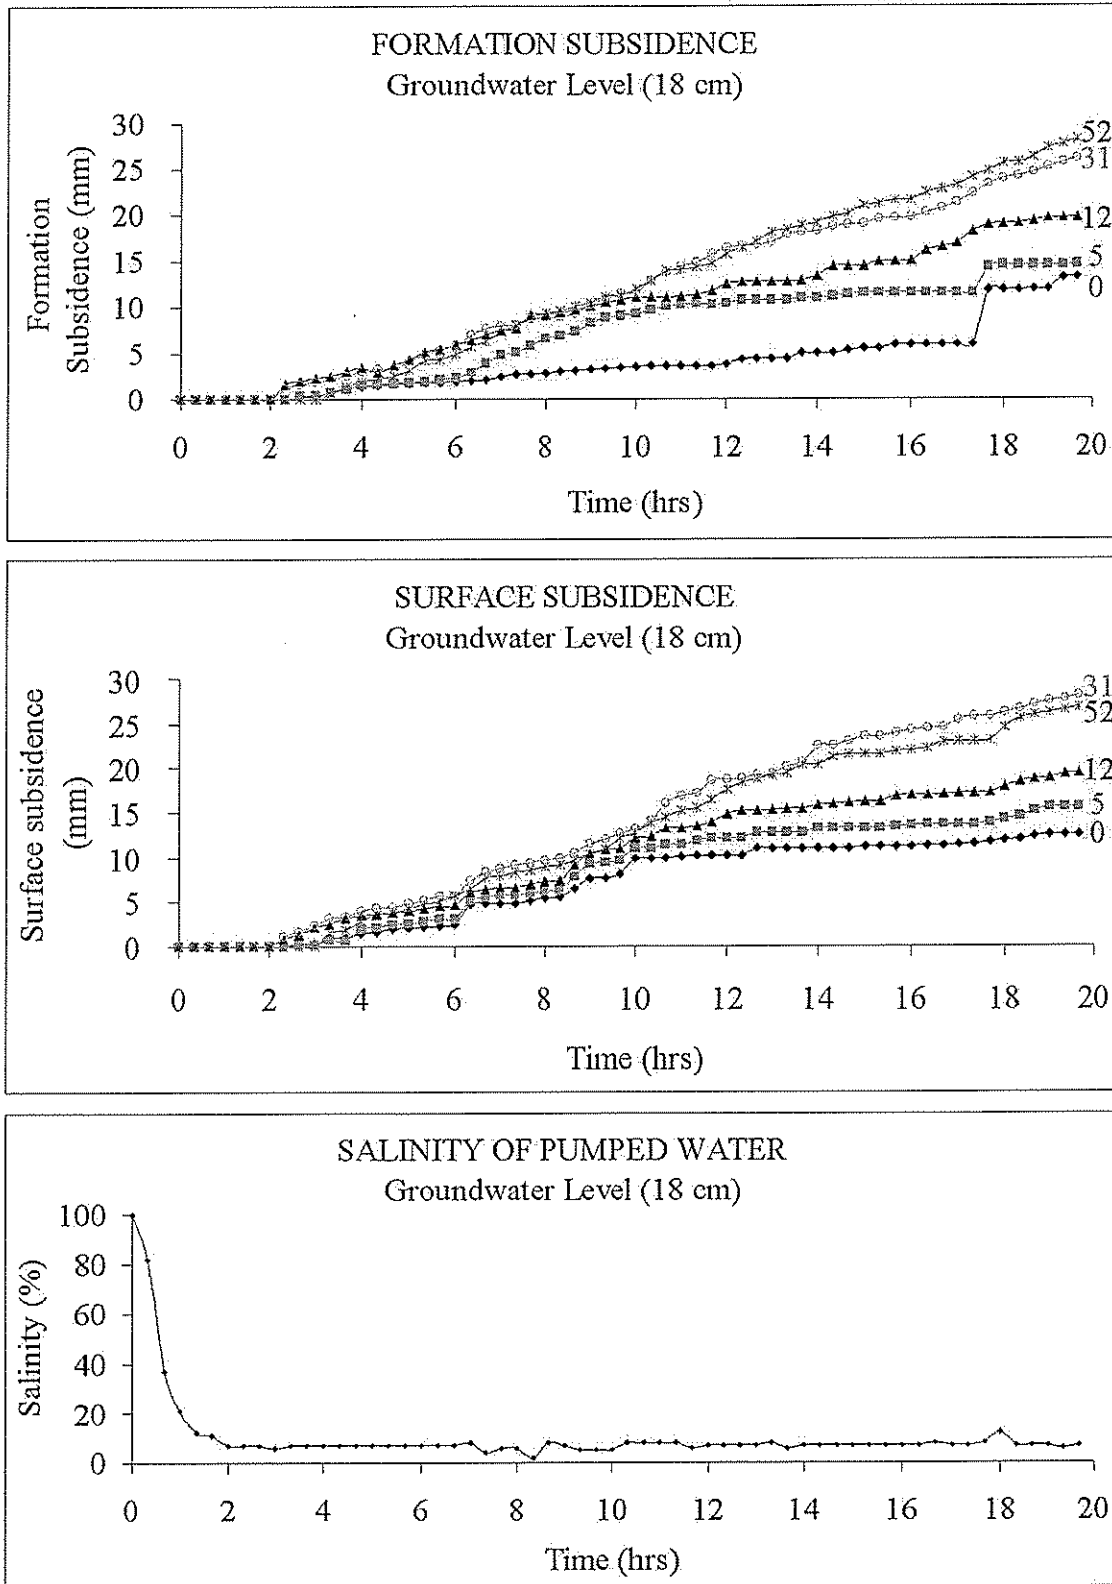 FORMATION SUBSIDENCE
Groundwater Level (18 cm)
Formation
Subsidence (mm)
30
25
20
15
10
5
0
52
31
12
5
0
0 2 4 6 8 10 12 14 16 18 20
Time (hrs)
SURFACE SUBSIDENCE
Groundwater Level (18 cm)
Surface subsidence
(mm)
30
25
20
15
10
5
0
31
52
12
5
0
0 2 4 6 8 10 12 14 16 18 20
Time (hrs)
SALINITY OF PUMPED WATER
Groundwater Level (18 cm)
Salinity (%)
100
80
60
40
20
0
0 2 4 6 8 10 12 14 16 18 20
Time (hrs)